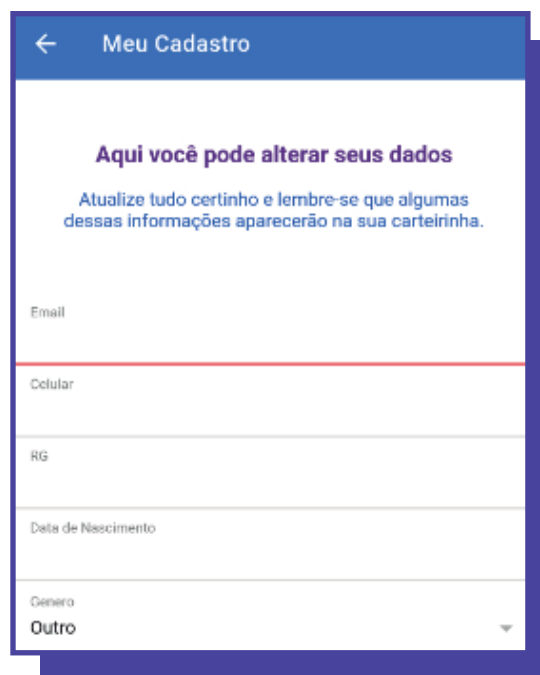 Meu Cadastro
Aqui você pode alterar seus dados
Atualize tudo certinho e lembre-se que algumas
dessas informações aparecerão na sua carteirinha.
Email
Celular
RG
Data de Nascimento
Genero
Outro